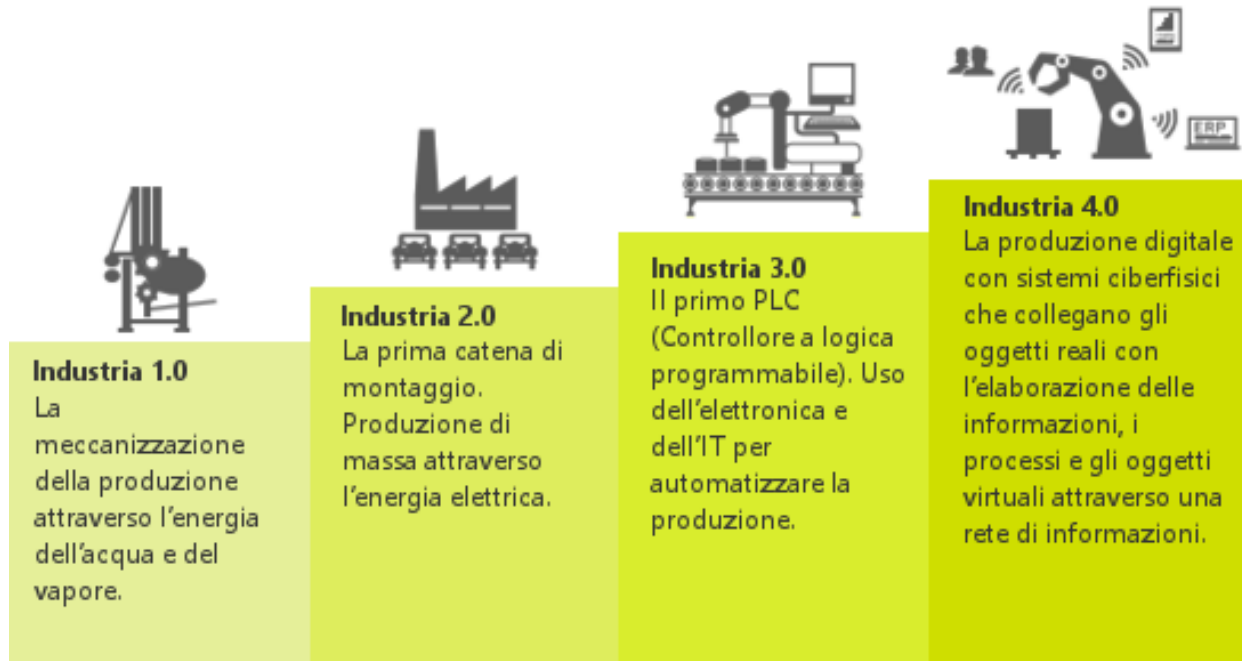 ERP
Industria 1.0
La
meccanizzazione
della produzione
attraverso l'energia
dell'acqua e del
vapore.
Industria 2.0
La prima catena di
montaggio.
Produzione di
massa attraverso
l'energia elettrica.
Industria 3.0
Il primo PLC
(Controllore a logica
programmabile). Uso
dell'elettronica e
dell'IT per
automatizzare la
produzione.
Industria 4.0
La produzione digitale
con sistemi ciberfisici
che collegano gli
oggetti reali con
l'elaborazione delle
informazioni, i
processi e gli oggetti
virtuali attraverso una
rete di informazioni.